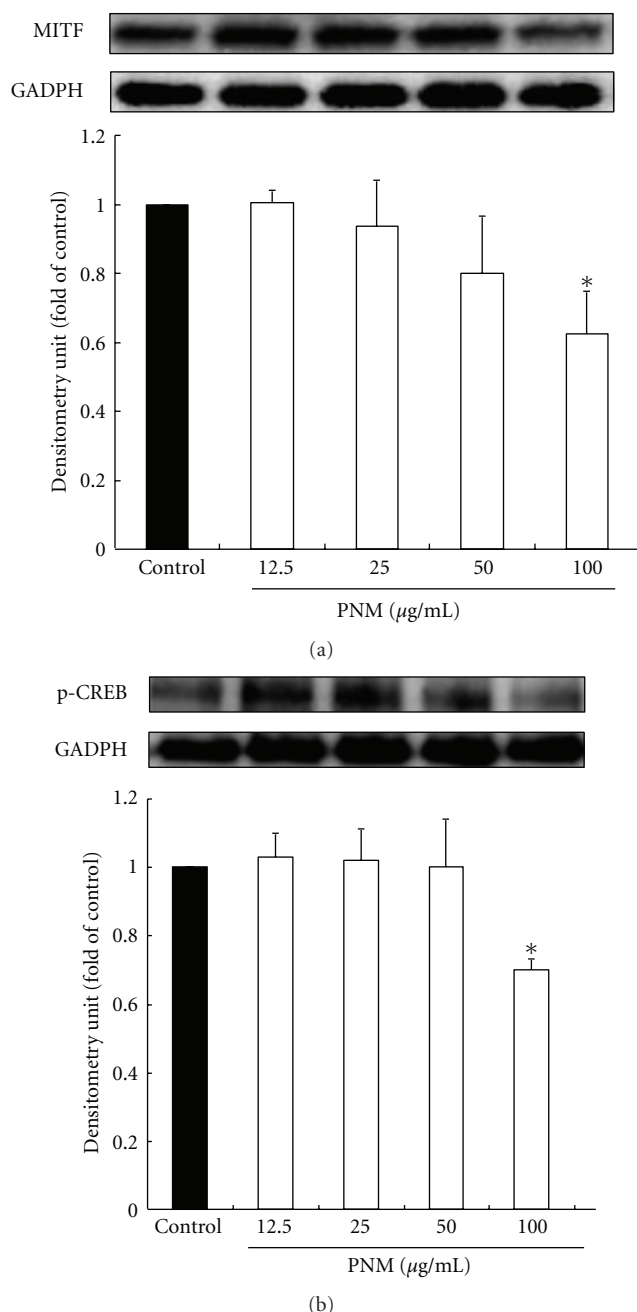 MITF
GADPH
1.2
1
0.8
0.6
0.4
0.2
0
Densitometry unit (fold of control)
*
Control 12.5 25 50 100
PNM (µg/mL)
(a)
p-CREB
GADPH
1.2
1
0.8
0.6
0.4
0.2
0
Densitometry unit (fold of control)
*
Control 12.5 25 50 100
PNM (µg/mL)
(b)